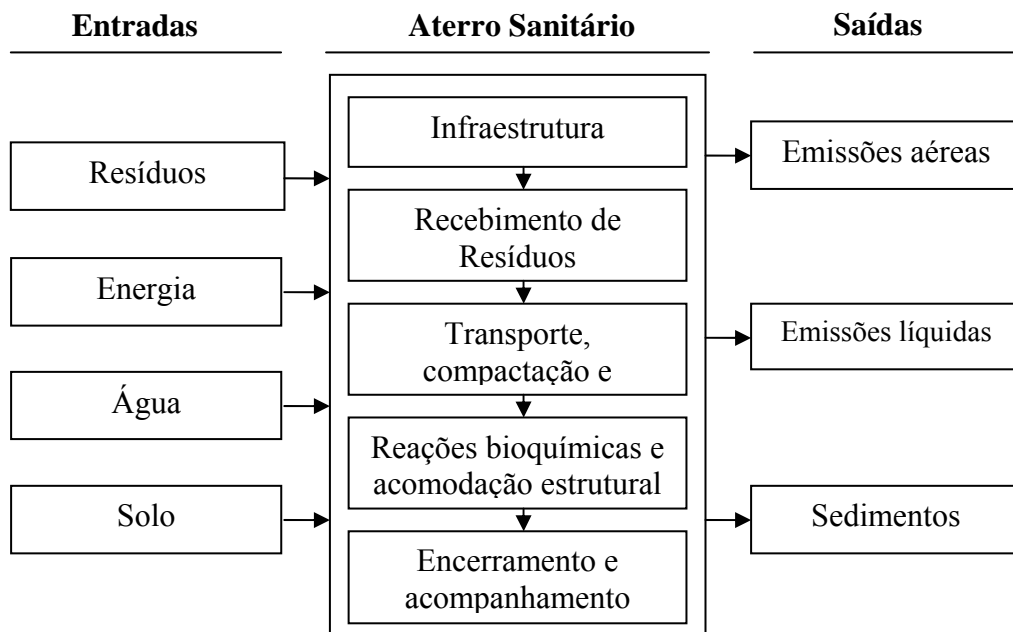 Entradas
Aterro Sanitário
Saídas
Resíduos
Energia
Água
Solo
Infraestrutura
Recebimento de
Resíduos
Transporte,
compactação e
Reações bioquímicas e
acomodação estrutural
Encerramento e
acompanhamento
Emissões aéreas
Emissões líquidas
Sedimentos